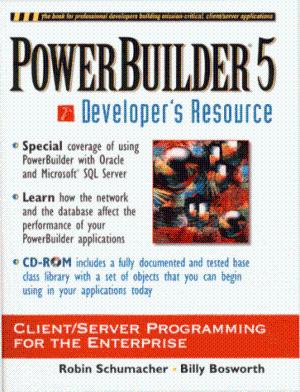 The book for professional developers building mission-critical, client/server applications
POWERBUILDER® 5
Developer's Resource
Special coverage of using
PowerBuilder with Oracle
and Microsoft® SQL Server
Learn how the network
and the database affect the
performance of your
PowerBuilder applications
CD-ROM includes a fully documented and tested base
class library with a set of objects that you can begin
using in your applications today
CLIENT/SERVER PROGRAMMING
FOR THE ENTERPRISE
Robin Schumacher • Billy Bosworth